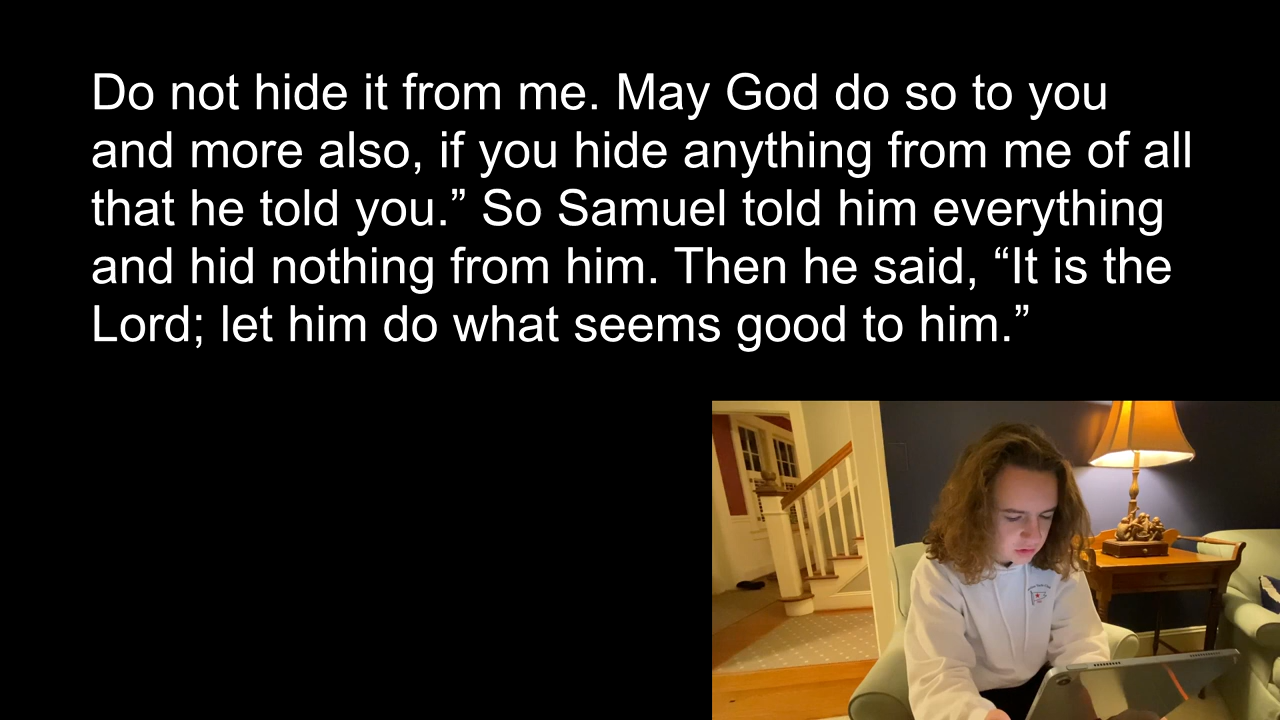 Do not hide it from me. May God do so to you
and more also, if you hide anything from me of all
that he told you.” So Samuel told him everything
and hid nothing from him. Then he said, “It is the
Lord; let him do what seems good to him.”